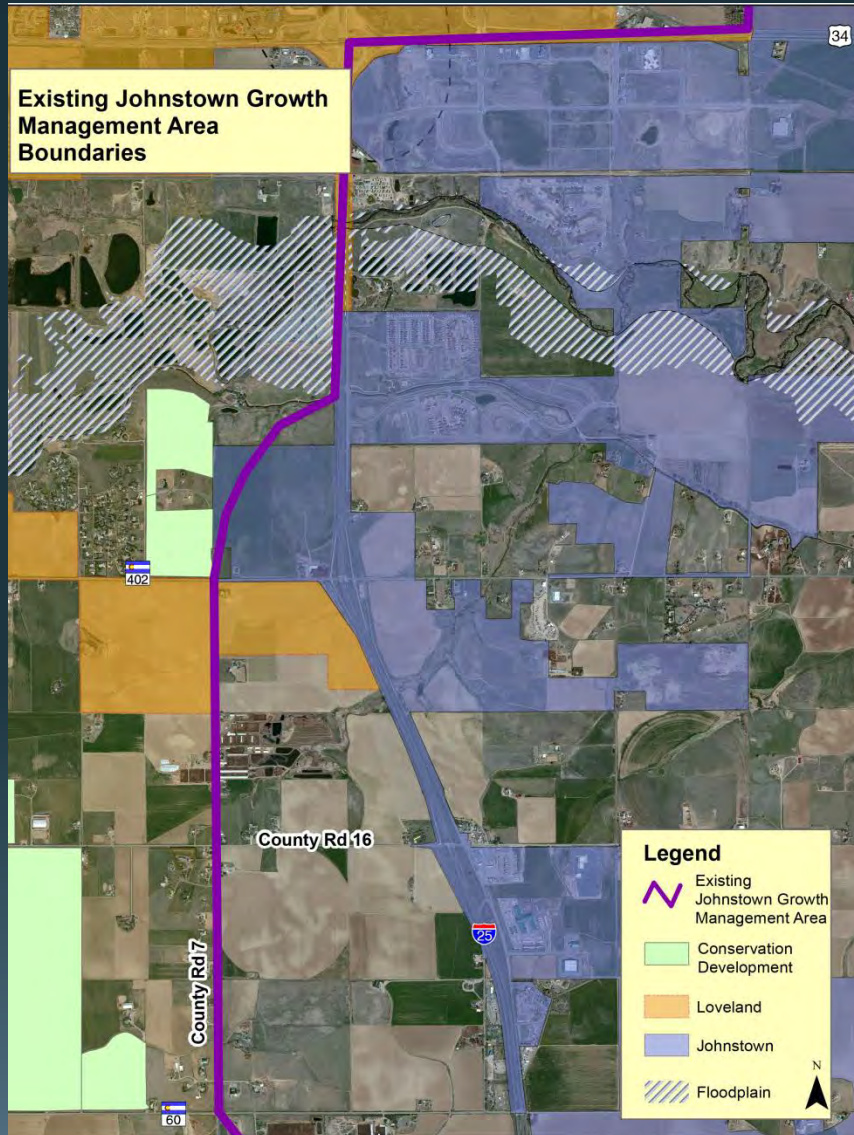 34
Existing Johnstown Growth
Management Area
Boundaries
402
County Rd 16
25
County Rd 7
60
Legend
Existing
Johnstown Growth
Management Area
Conservation
Development
Loveland
Johnstown
Floodplain
N